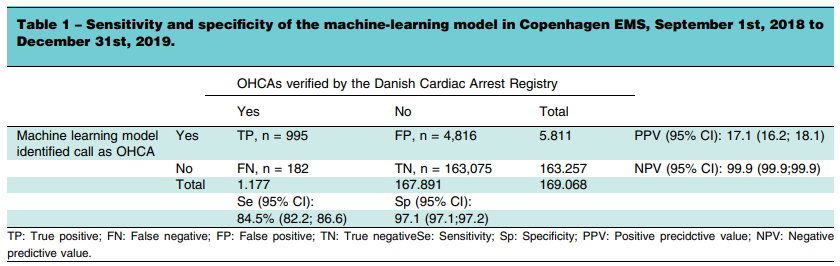 Table 1 – Sensitivity and specificity of the machine-learning model in Copenhagen EMS, September 1st, 2018 to
December 31st, 2019.
OHCAs verified by the Danish Cardiac Arrest Registry
Yes No Total
Machine learning model Yes TP, n = 995 FP, n = 4,816 5.811 PPV (95% CI): 17.1 (16.2; 18.1)
identified call as OHCA
No FN, n = 182 TN, n = 163,075 163.257 NPV (95% CI): 99.9 (99.9;99.9)
Total 1.177 167.891 169.068
Se (95% CI): Sp (95% CI):
84.5% (82.2; 86.6) 97.1 (97.1;97.2)
TP: True positive; FN: False negative; FP: False positive; TN: True negativeSe: Sensitivity; Sp: Specificity; PPV: Positive precidctive value; NPV: Negative
predictive value.